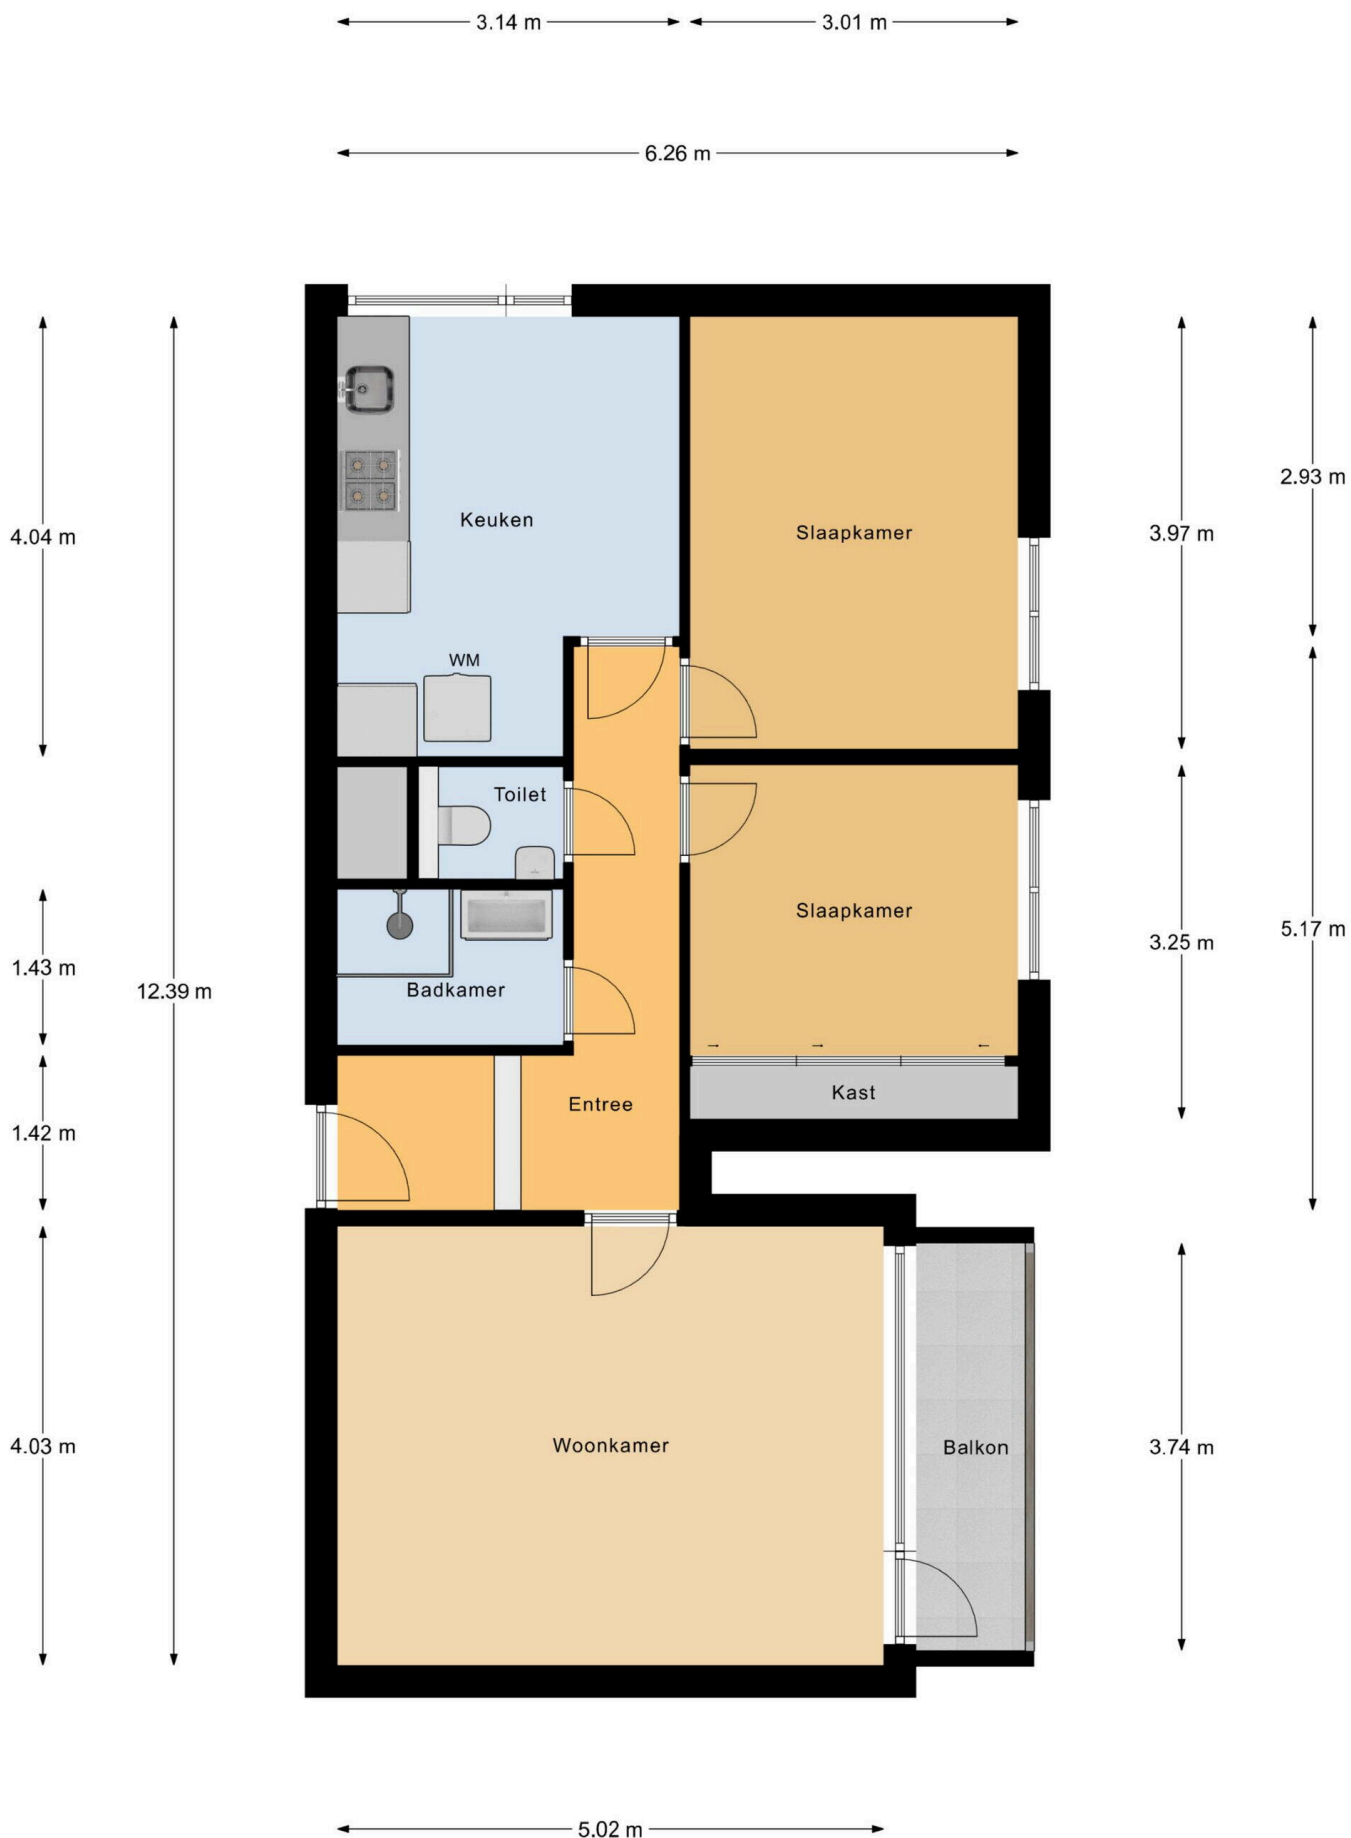 3.14 m
3.01 m
6.26 m
2.93 m
Keuken
Slaapkamer
3.97 m
4.04 m
WM
Toilet
Slaapkamer
5.17 m
3.25 m
1.43 m
Badkamer
12.39 m
Kast
Entree
1.42 m
4.03 m
Woonkamer
Balkon
3.74 m
5.02 m